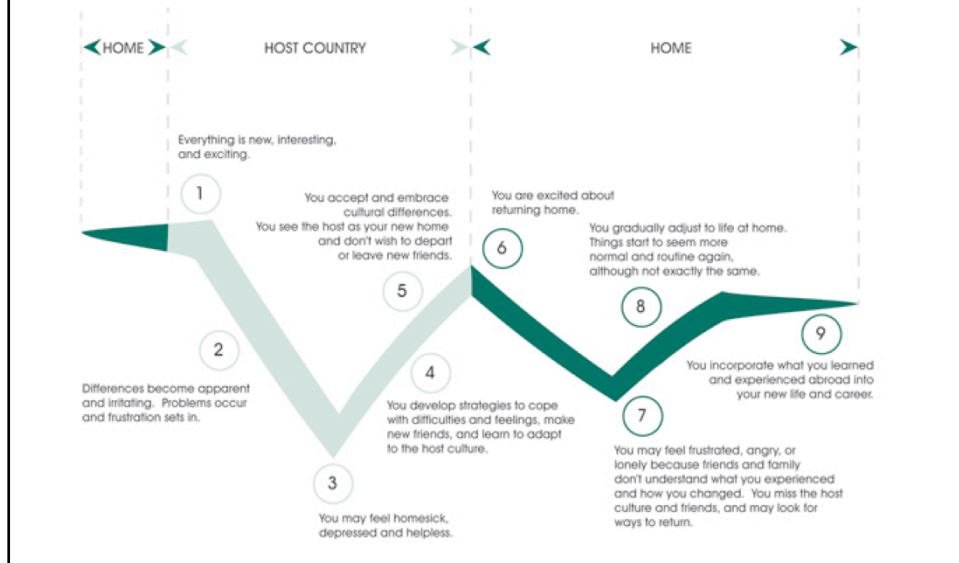 HOME
HOST COUNTRY
HOME
Everything is new, interesting,
and exciting.
1
2
Differences become apparent
and irritating. Problems occur
and frustration sets in.
3
You may feel homesick,
depressed and helpless.
4
You develop strategies to cope
with difficulties and feelings, make
new friends, and learn to adapt
to the host culture.
You accept and embrace
cultural differences.
You see the host as your new home
and don't wish to depart
or leave new friends.
5
You are excited about
returning home.
6
7
You may feel frustrated, angry, or
lonely because friends and family
don't understand what you experienced
and how you changed. You miss the host
culture and friends, and may look for
ways to return.
You gradually adjust to life at home.
Things start to seem more
normal and routine again,
although not exactly the same.
8
9
You incorporate what you learned
and experienced abroad into
your new life and career.